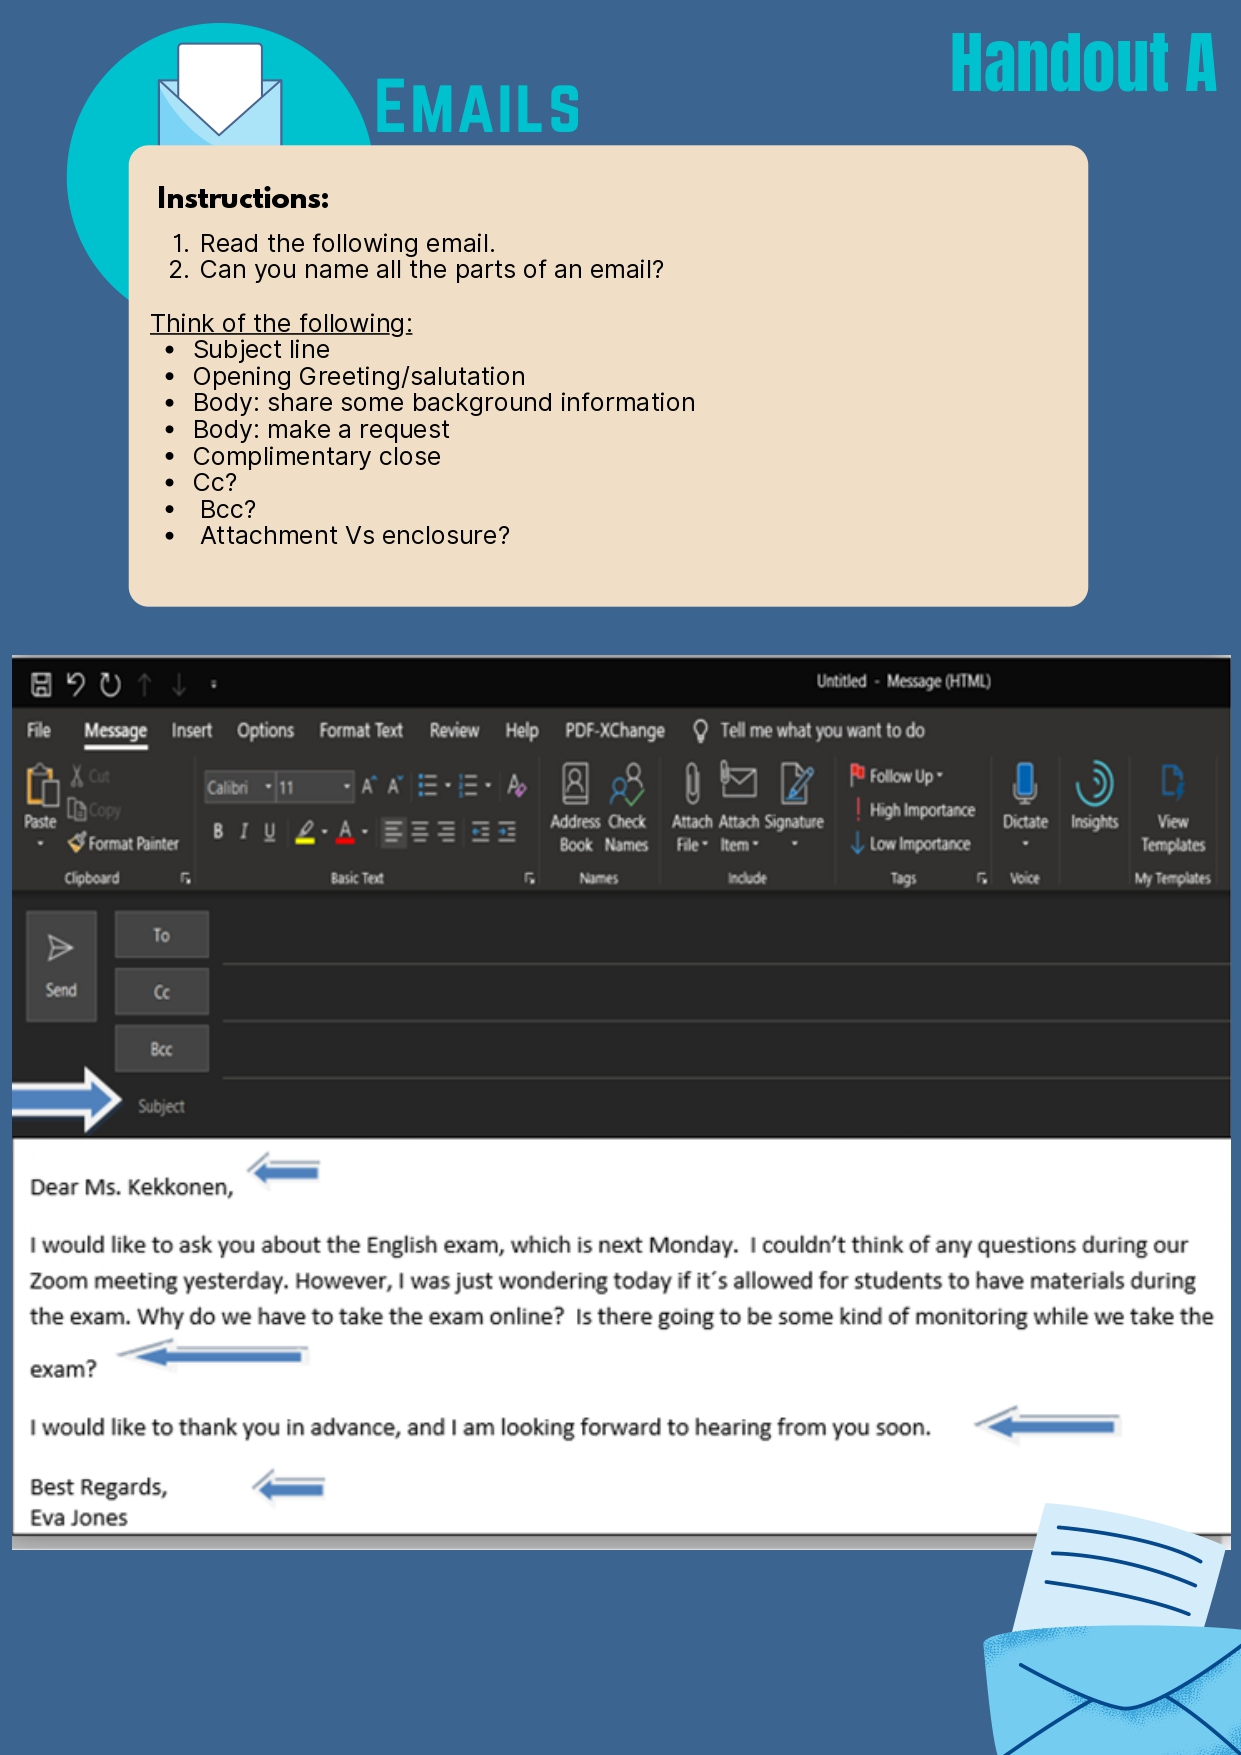 Handout A
EMAILS
Instructions:
1. Read the following email.
2. Can you name all the parts of an email?
Think of the following:
• Subject line
• Opening Greeting/salutation
• Body: share some background information
• Body: make a request
• Complimentary close
• Cc?
• Bcc?
• Attachment Vs enclosure?
Untitled - Message (HTML)
File Message Insert Options Format Text Review Help PDF-XChange Tell me what you want to do
Paste
Cut
Copy
Format Painter
Clipboard
Calibri 11
B I U
Basic Text
Address Book
Check Names
Names
Attach File
Attach Item
Signature
Include
Follow Up
High Importance
Low Importance
Tags
Dictate
Voice
Insights
View Templates
My Templates
Send
To
Cc
Bcc
Subject
Dear Ms. Kekkonen,
I would like to ask you about the English exam, which is next Monday.  I couldn’t think of any questions during our
Zoom meeting yesterday. However, I was just wondering today if it´s allowed for students to have materials during
the exam. Why do we have to take the exam online?  Is there going to be some kind of monitoring while we take the
exam?
I would like to thank you in advance, and I am looking forward to hearing from you soon.
Best Regards,
Eva Jones